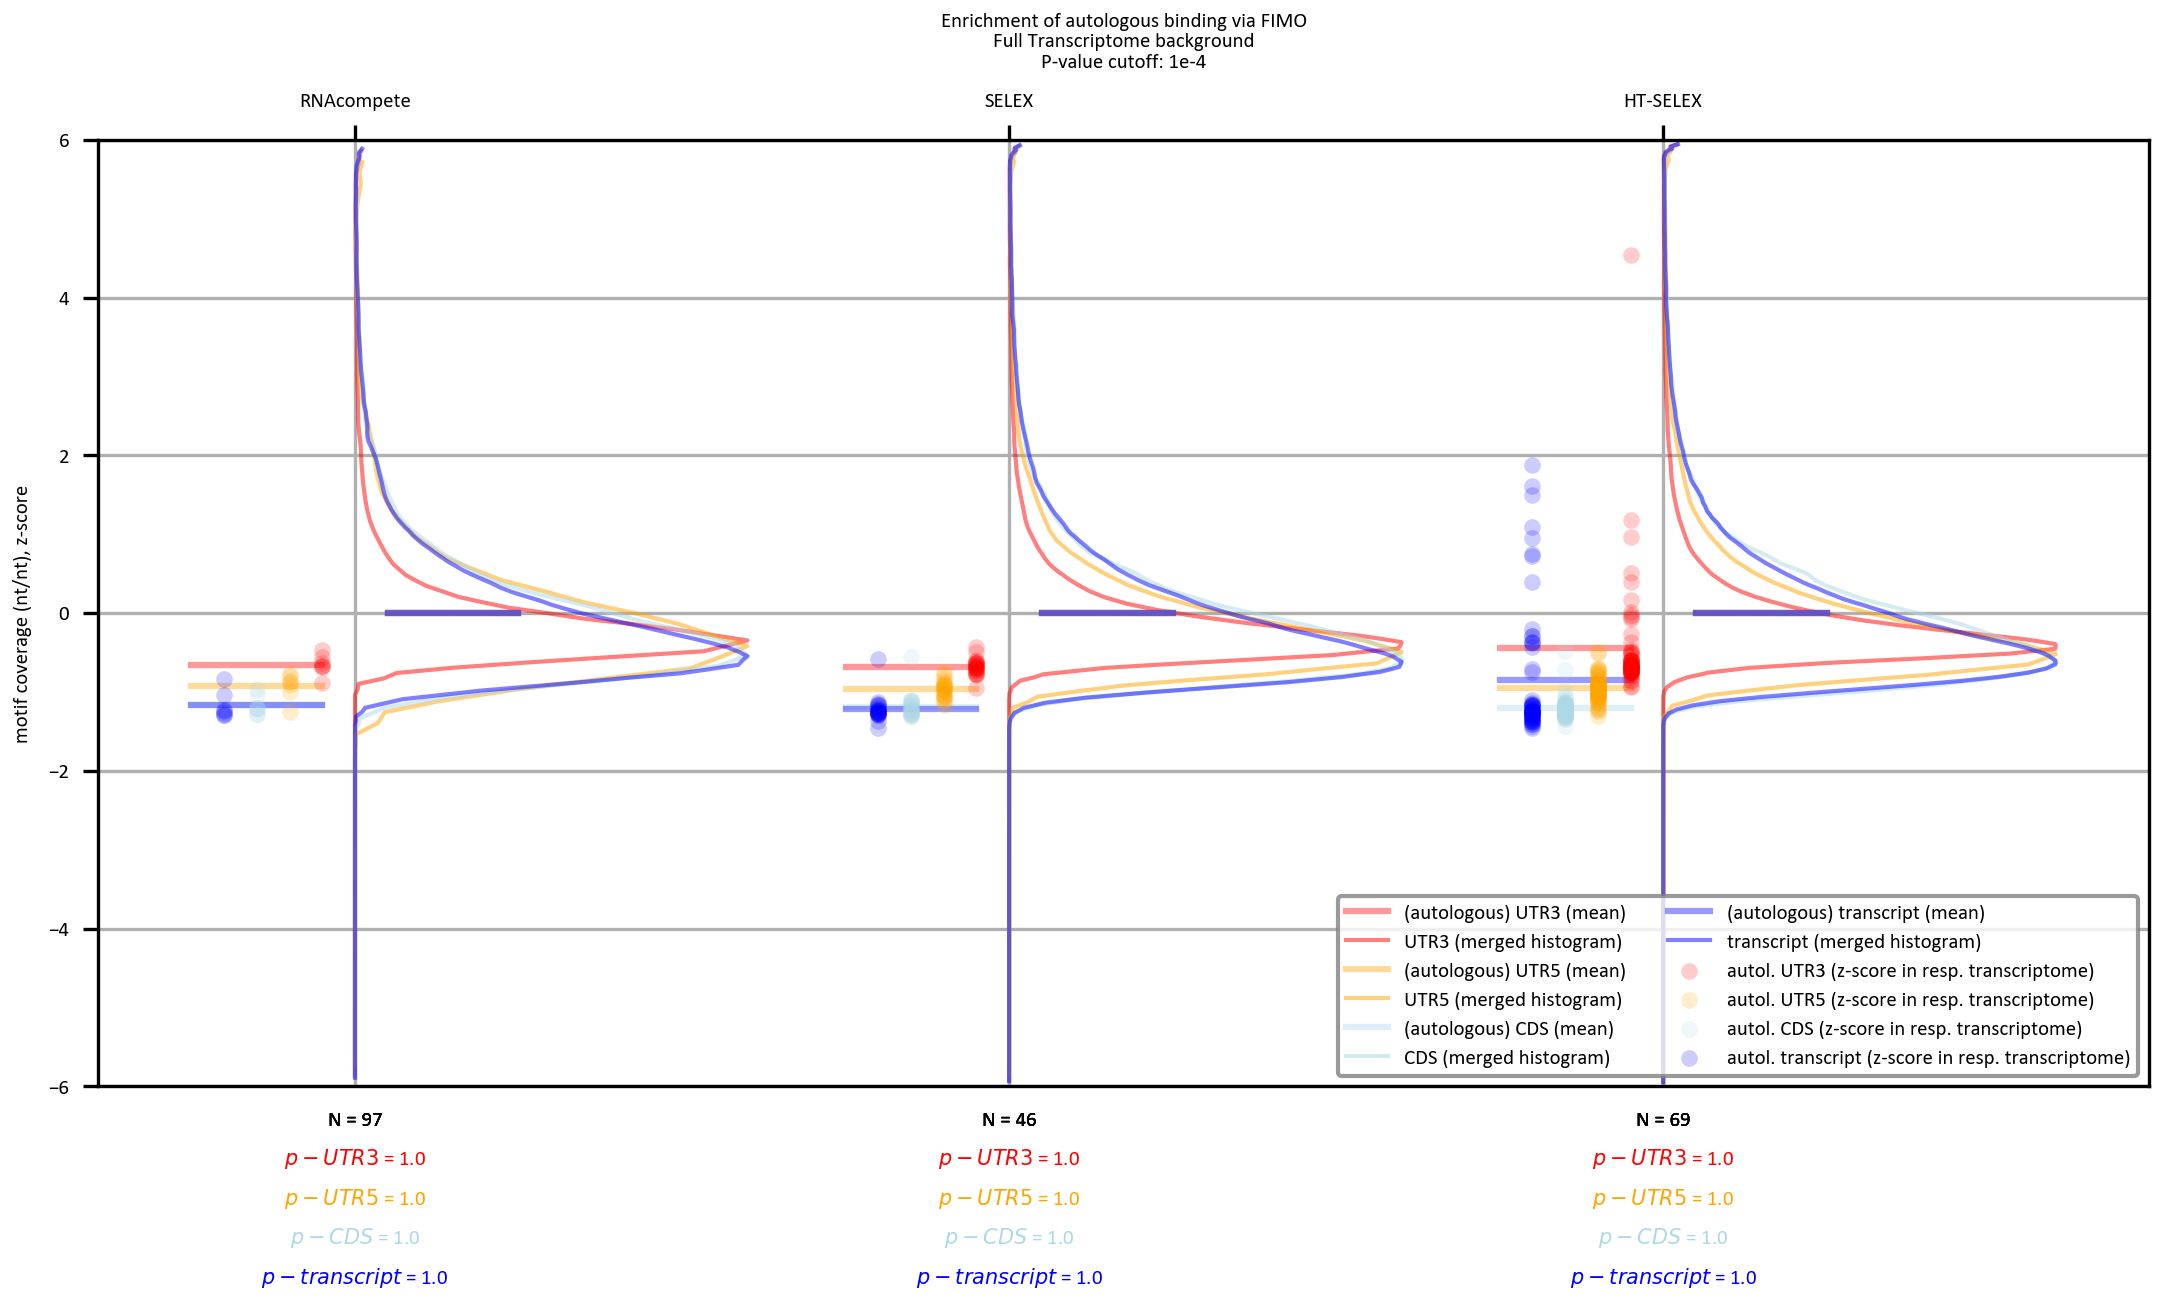 Enrichment of autologous binding via FIMO
Full Transcriptome background
P-value cutoff: 1e-4
RNAcompete
SELEX
HT-SELEX
6
4
2
0
−2
−4
−6
motif coverage (nt/nt), z-score
(autologous) UTR3 (mean)
UTR3 (merged histogram)
(autologous) UTR5 (mean)
UTR5 (merged histogram)
(autologous) CDS (mean)
CDS (merged histogram)
(autologous) transcript (mean)
transcript (merged histogram)
autol. UTR3 (z-score in resp. transcriptome)
autol. UTR5 (z-score in resp. transcriptome)
autol. CDS (z-score in resp. transcriptome)
autol. transcript (z-score in resp. transcriptome)
N = 97
p − UTR3 = 1.0
p − UTR5 = 1.0
p − CDS = 1.0
p − transcript = 1.0
N = 46
p − UTR3 = 1.0
p − UTR5 = 1.0
p − CDS = 1.0
p − transcript = 1.0
N = 69
p − UTR3 = 1.0
p − UTR5 = 1.0
p − CDS = 1.0
p − transcript = 1.0